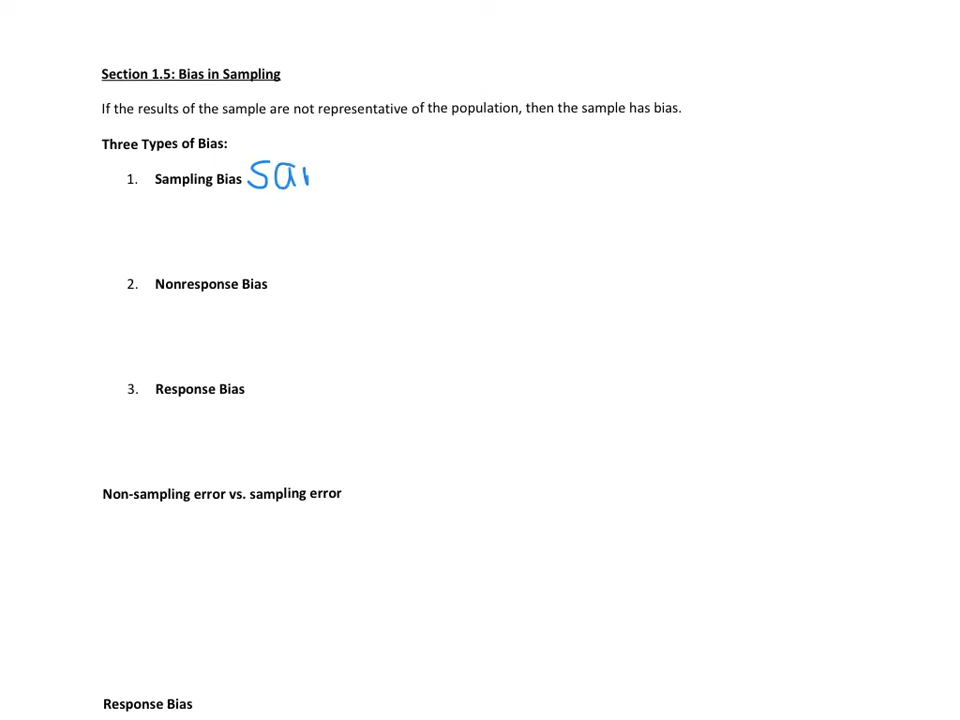 Section 1.5: Bias in Sampling
If the results of the sample are not representative of the population, then the sample has bias.
Three Types of Bias:
1. Sampling Bias sa
2. Nonresponse Bias
3. Response Bias
Non-sampling error vs. sampling error
Response Bias